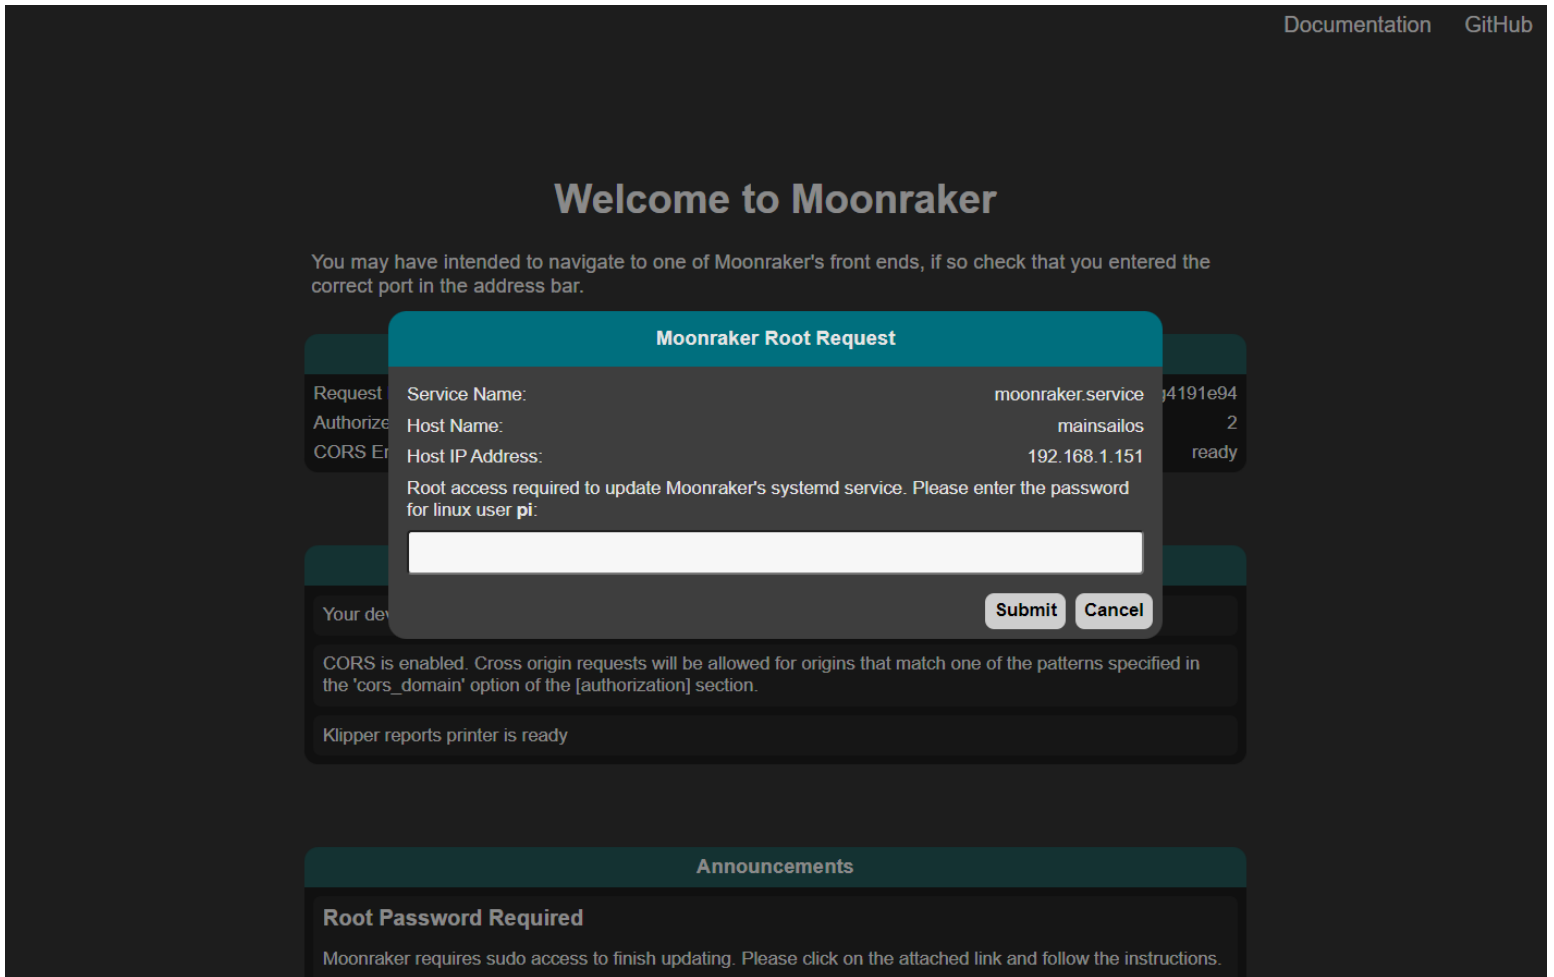 Documentation GitHub
Welcome to Moonraker
You may have intended to navigate to one of Moonraker's front ends, if so check that you entered the
correct port in the address bar.
Moonraker Root Request
Request
Authorize
CORS
g4191e94
2
ready
Service Name: moonraker.service
Host Name: mainsailos
Host IP Address: 192.168.1.151
Root access required to update Moonraker's systemd service. Please enter the password
for linux user pi:
Submit Cancel
Your
CORS is enabled. Cross origin requests will be allowed for origins that match one of the patterns specified in
the 'cors_domain' option of the [authorization] section.
Klipper reports printer is ready
Announcements
Root Password Required
Moonraker requires sudo access to finish updating. Please click on the attached link and follow the instructions.